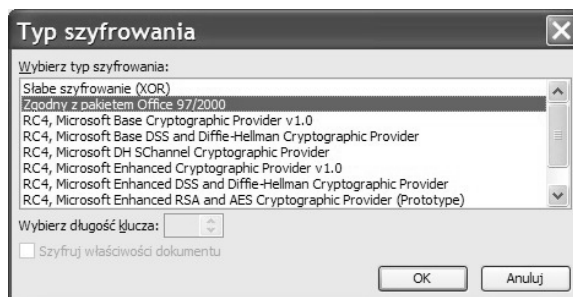 Typ szyfrowania
Wybierz typ szyfrowania:
Słabe szyfrowanie (XOR)
Zgodny z pakietem Office 97/2000
RC4, Microsoft Base Cryptographic Provider v1.0
RC4, Microsoft Base DSS and Diffie-Hellman Cryptographic Provider
RC4, Microsoft DH SChannel Cryptographic Provider
RC4, Microsoft Enhanced Cryptographic Provider v1.0
RC4, Microsoft Enhanced DSS and Diffie-Hellman Cryptographic Provider
RC4, Microsoft Enhanced RSA and AES Cryptographic Provider (Prototype)
Wybierz długość klucza:
Szyfruj właściwości dokumentu
OK Anuluj